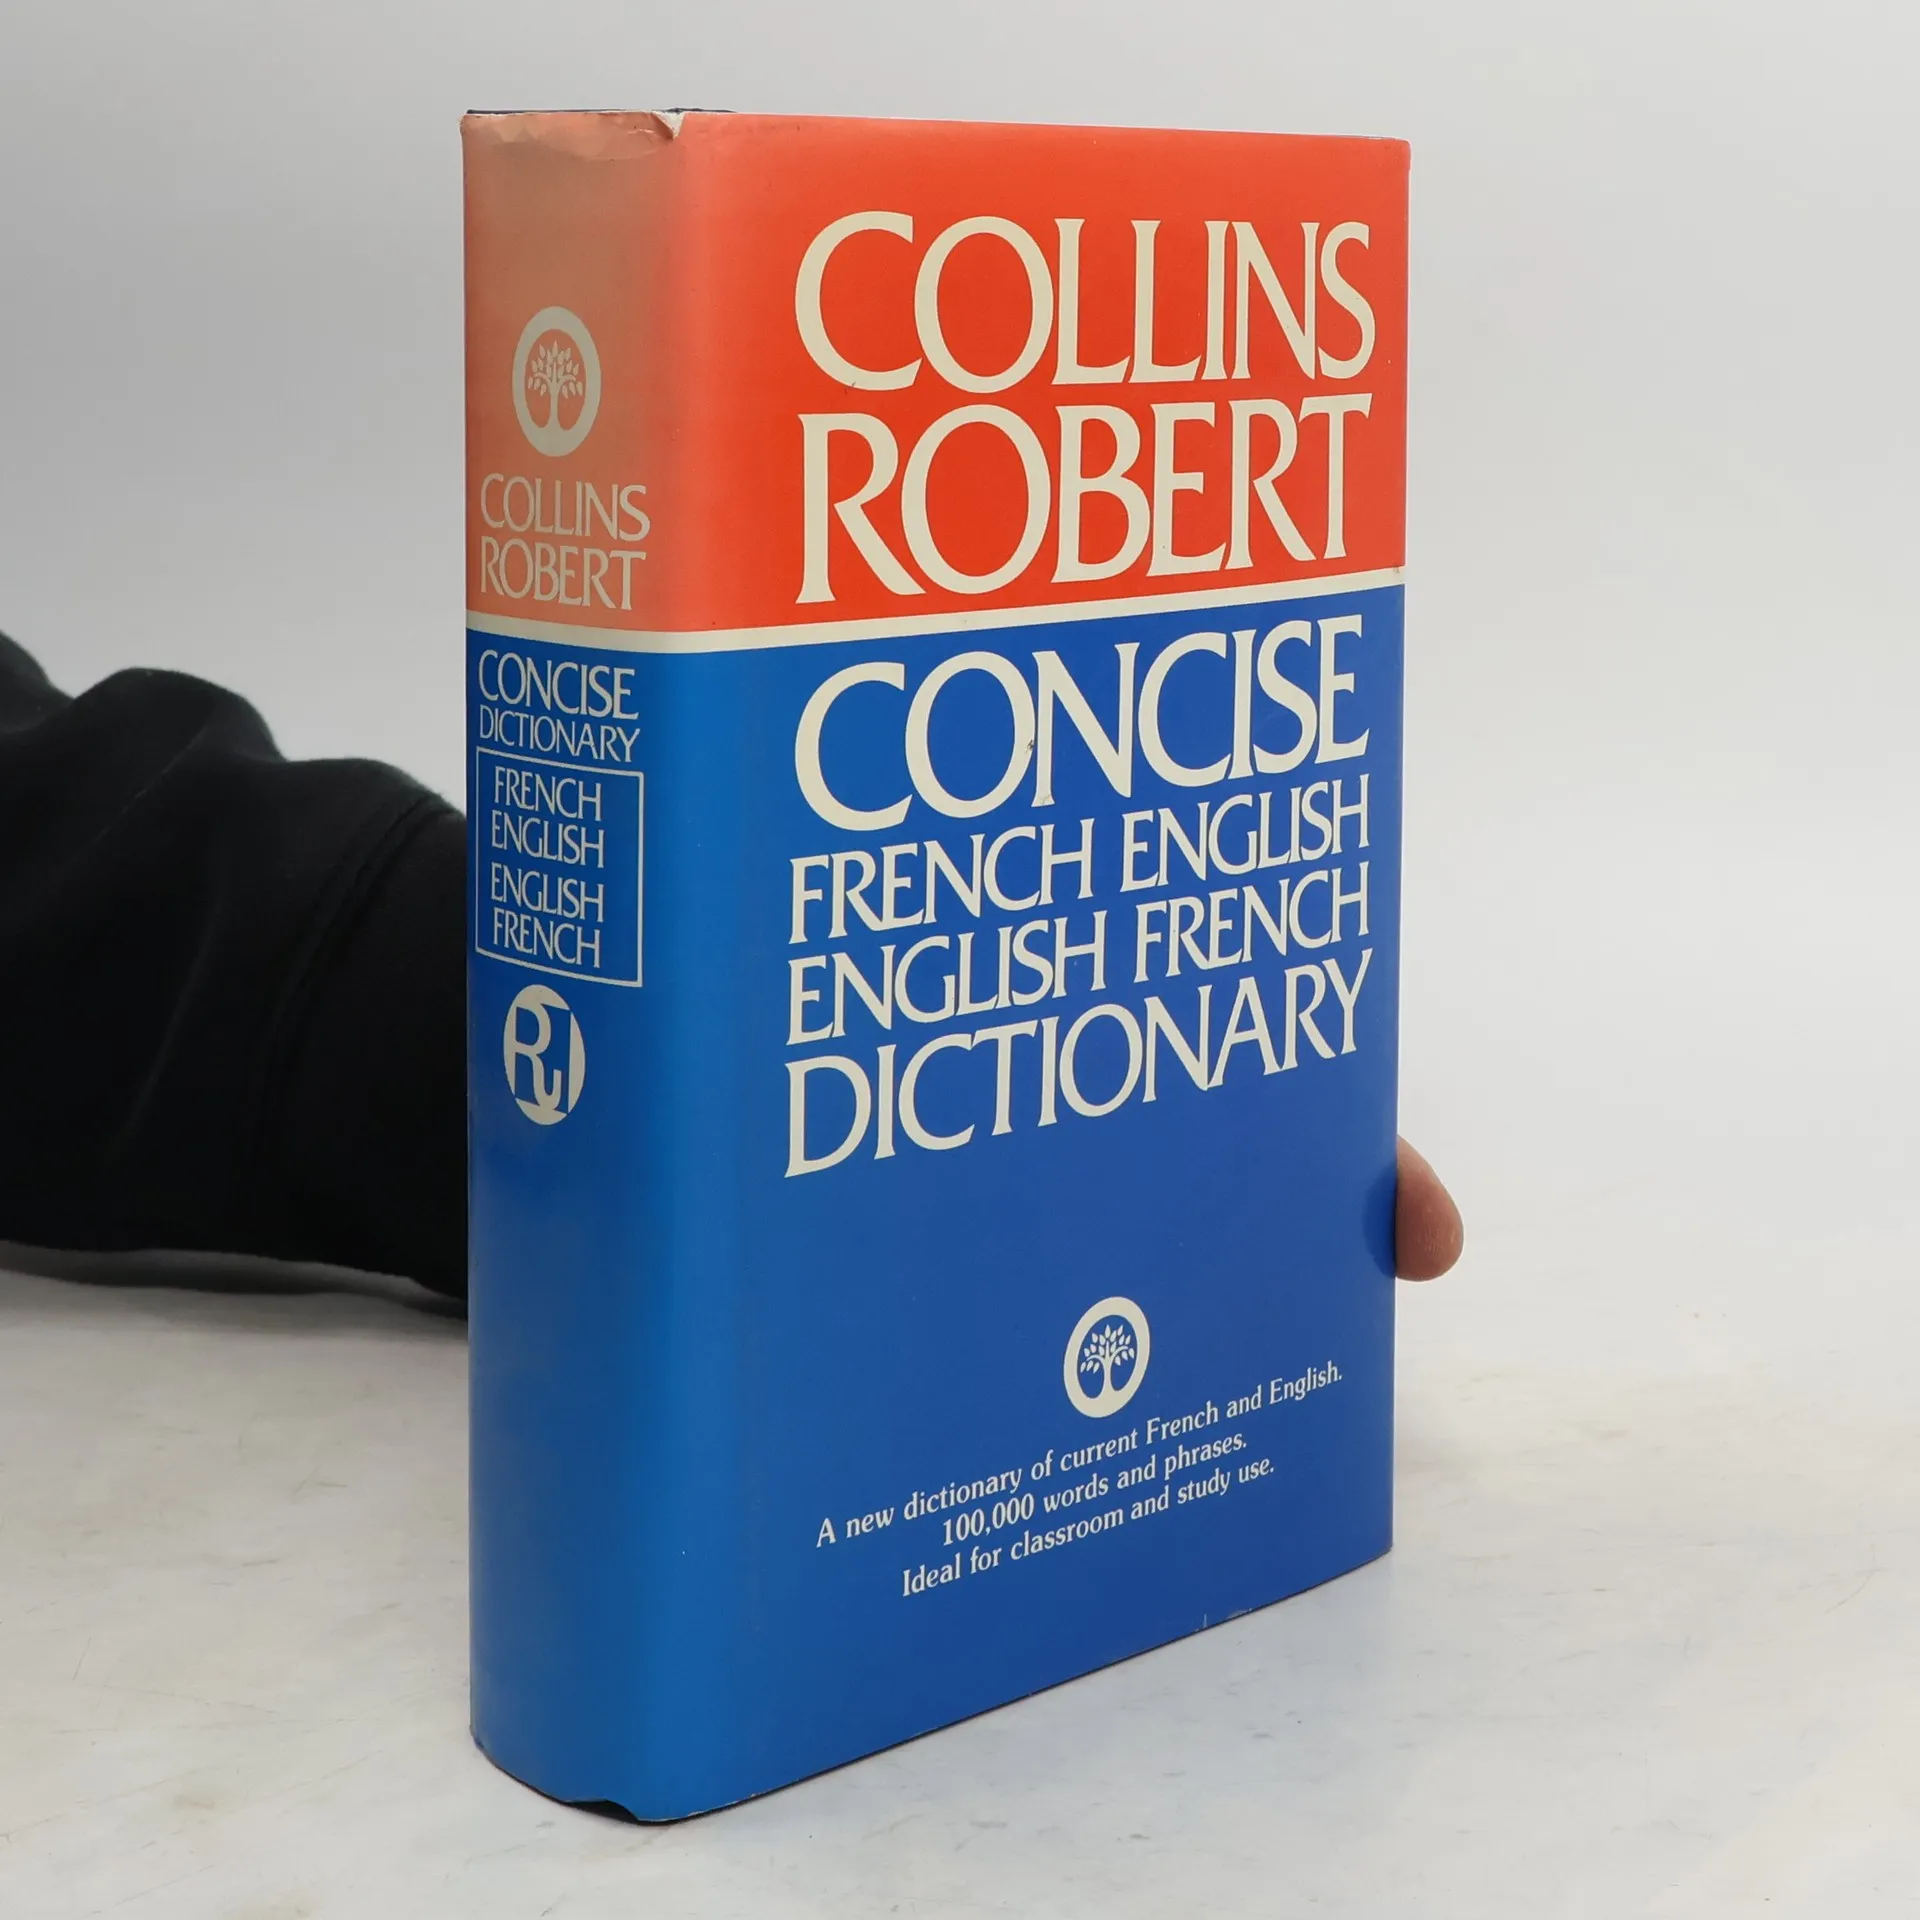 COLLINS
ROBERT
CONCISE
DICTIONARY
FRENCH
ENGLISH
ENGLISH
FRENCH
COLLINS
ROBERT
CONCISE
FRENCH ENGLISH
ENGLISH FRENCH
DICTIONARY
A new dictionary of current French and English.
100,000 words and phrases.
Ideal for classroom and study use.